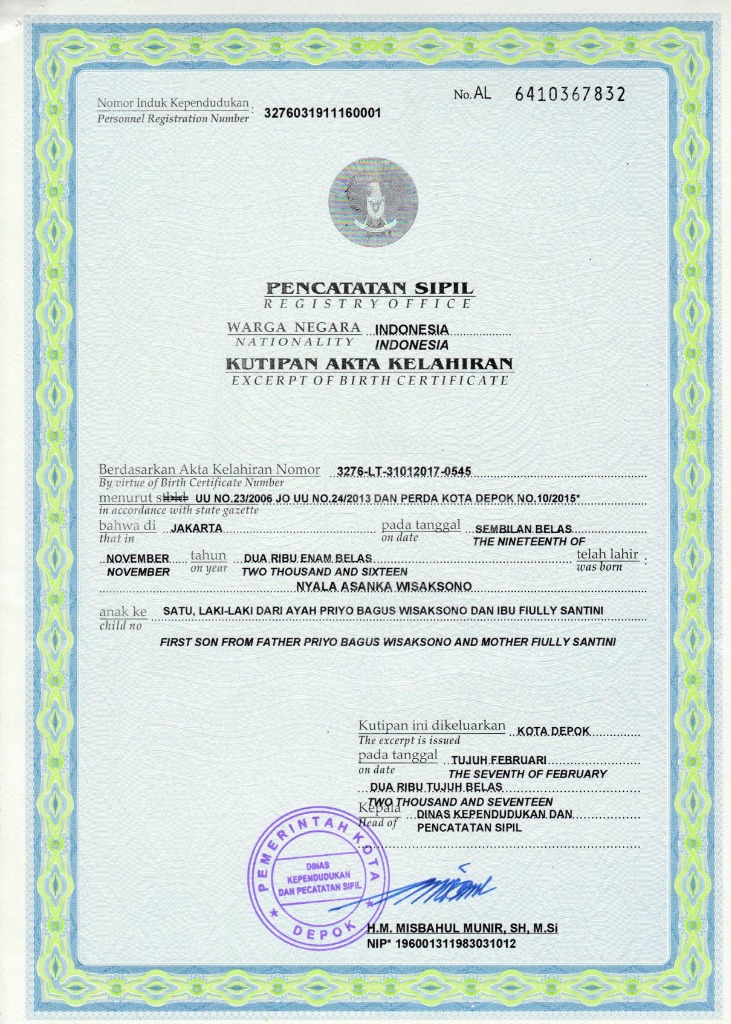 Nomor Induk Kependudukan : 3276031911160001
Personnel Registration Number
No. AL 6410367832
PENCATATAN SIPIL
REGISTRY OFFICE
WARGA NEGARA INDONESIA
NATIONALITY INDONESIA
KUTIPAN AKTA KELAHIRAN
EXCERPT OF BIRTH CERTIFICATE
Berdasarkan Akta Kelahiran Nomor 3276-LT-31012017-0545
By virtue of Birth Certificate Number
menurut UU NO.23/2006 JO UU NO.24/2013 DAN PERDA KOTA DEPOK NO.10/2015*
in accordance with state gazette
bahwa di JAKARTA pada tanggal SEMBILAN BELAS
that in on date THE NINETEENTH OF
NOVEMBER tahun DUA RIBU ENAM BELAS telah lahir :
NOVEMBER on year TWO THOUSAND AND SIXTEEN was born
NYALA ASANKA WISAKSONO
anak ke SATU, LAKI-LAKI DARI AYAH PRIYO BAGUS WISAKSONO DAN IBU FIULLY SANTINI
child no
FIRST SON FROM FATHER PRIYO BAGUS WISAKSONO AND MOTHER FIULLY SANTINI
Kutipan ini dikeluarkan KOTA DEPOK
The excerpt is issued
pada tanggal TUJUH FEBRUARI
on date THE SEVENTH OF FEBRUARY
DUA RIBU TUJUH BELAS
TWO THOUSAND AND SEVENTEEN
Kepala DINAS KEPENDUDUKAN DAN
Head of PENCATATAN SIPIL
PEMERINTAH KOTA
DINAS
KEPENDUDUKAN
DAN PECATATAN SIPIL
DEPOK
H.M. MISBAHUL MUNIR, SH, M.Si
NIP* 196001311983031012